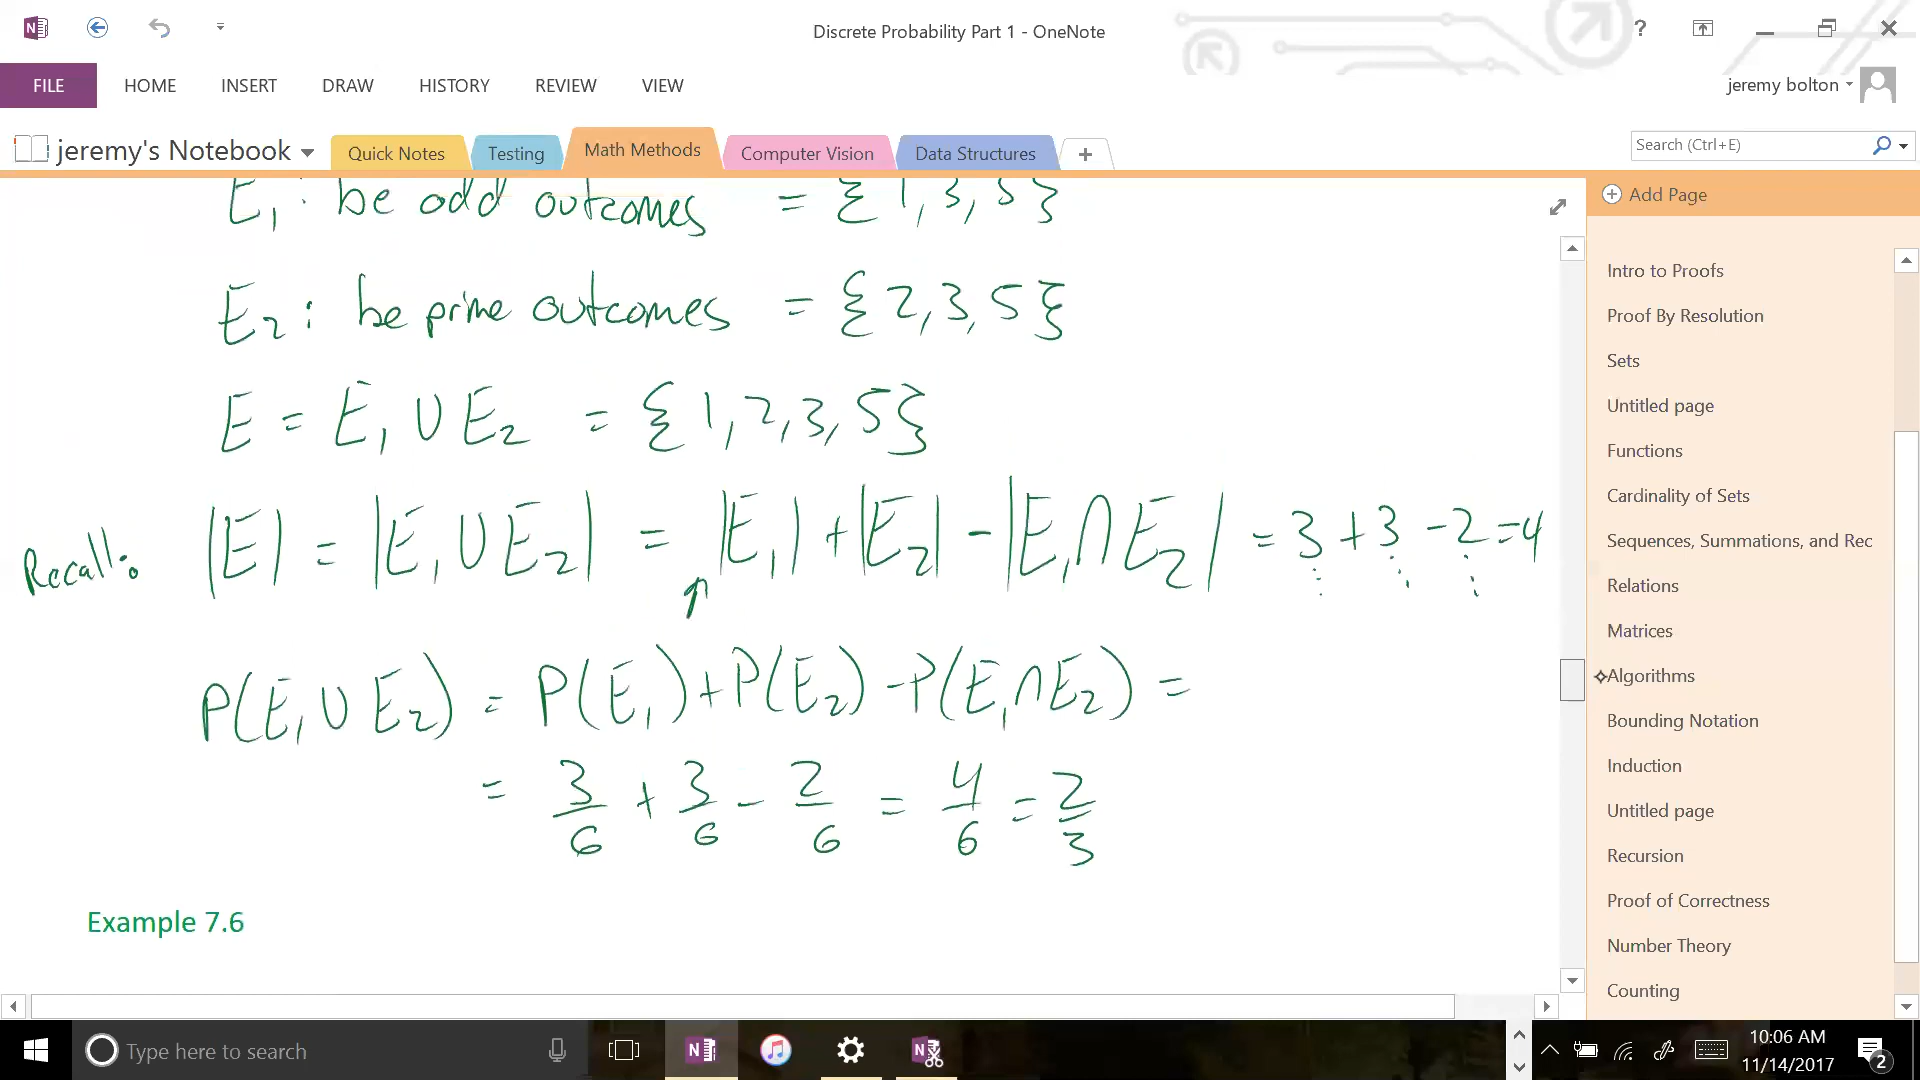 Discrete Probability Part 1 - OneNote
?
FILE HOME INSERT DRAW HISTORY REVIEW VIEW
jeremy bolton
jeremy's Notebook
Quick Notes
Testing
Math Methods
Computer Vision
Data Structures
+
Search (Ctrl+E)
E₁: be odd outcomes = {1, 3, 5}
E₂: be prime outcomes = {2, 3, 5}
E = E₁ ∪ E₂ = {1, 2, 3, 5}
Recall: |E| = |E₁ ∪ E₂| = |E₁| + |E₂| - |E₁ ∩ E₂| = 3 + 3 - 2 = 4
P(E₁ ∪ E₂) = P(E₁) + P(E₂) - P(E₁ ∩ E₂) =
= 3/6 + 3/6 - 2/6 = 4/6 = 2/3
Example 7.6
Add Page
Intro to Proofs
Proof By Resolution
Sets
Untitled page
Functions
Cardinality of Sets
Sequences, Summations, and Rec
Relations
Matrices
Algorithms
Bounding Notation
Induction
Untitled page
Recursion
Proof of Correctness
Number Theory
Counting
Type here to search
10:06 AM
11/14/2017
2